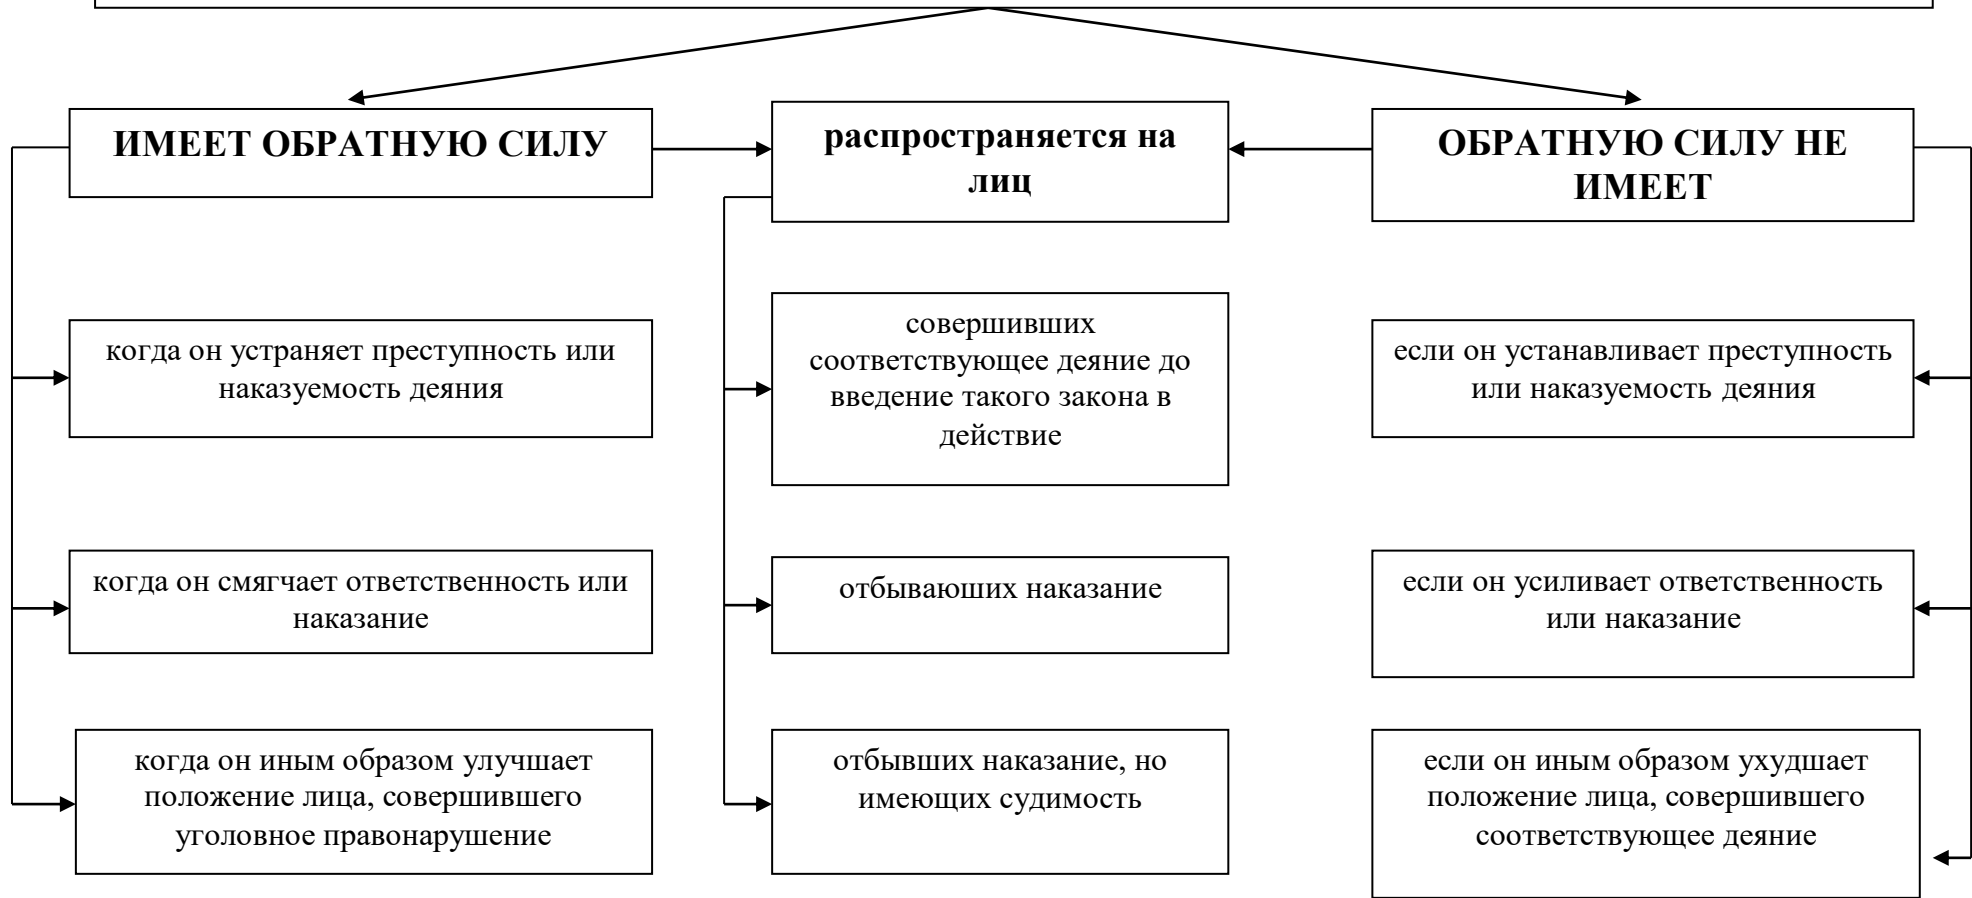 ИМЕЕТ ОБРАТНУЮ СИЛУ
распространяется на
лиц
ОБРАТНУЮ СИЛУ НЕ
ИМЕЕТ
когда он устраняет преступность или
наказуемость деяния
совершивших
соответствующее деяние до
введение такого закона в
действие
если он устанавливает преступность
или наказуемость деяния
когда он смягчает ответственность или
наказание
отбываюших наказание
если он усиливает ответственность
или наказание
когда он иным образом улучшает
положение лица, совершившего
уголовное правонарушение
отбывших наказание, но
имеющих судимость
если он иным образом ухудшает
положение лица, совершившего
соответствующее деяние